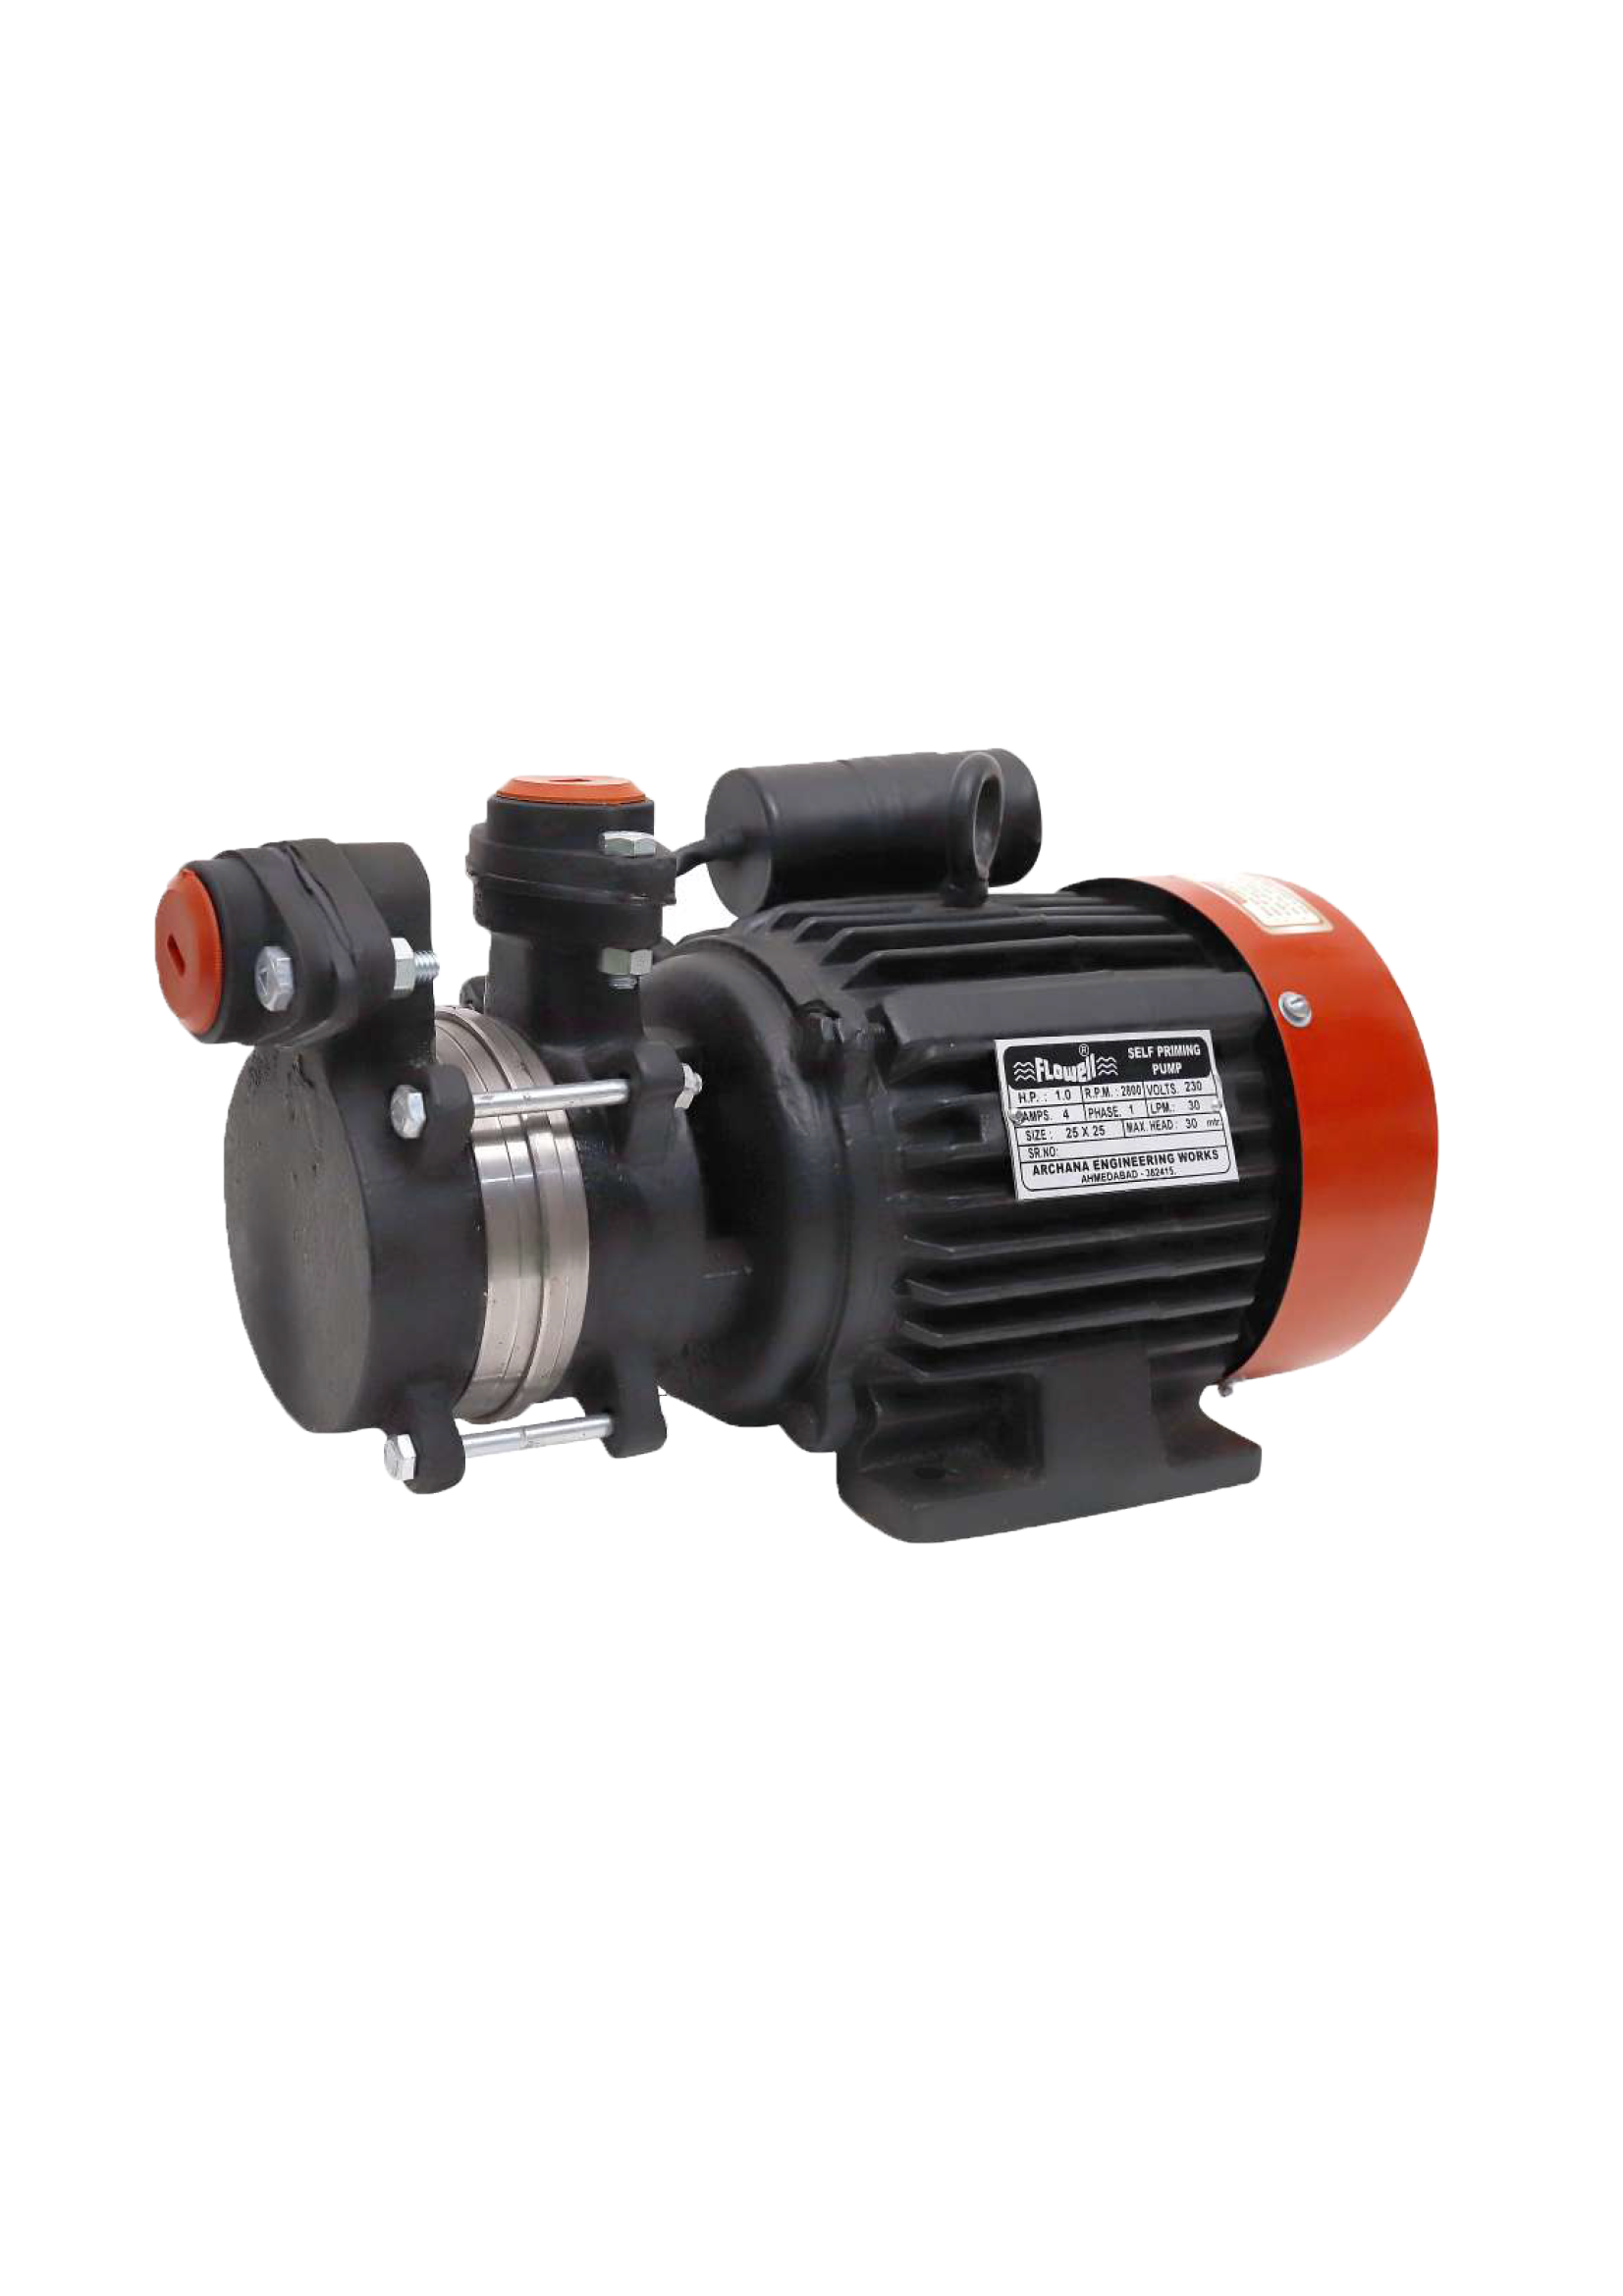 FLowell ® SELF PRIMING
PUMP
H.P. : 1.0 R.P.M. : 2800 VOLTS. 230
AMPS. 4 PHASE. 1 LPM.: 30
SIZE : 25 X 25 MAX. HEAD : 30 mtr
SR.NO:
ARCHANA ENGINEERING WORKS
AHMEDABAD - 382415.